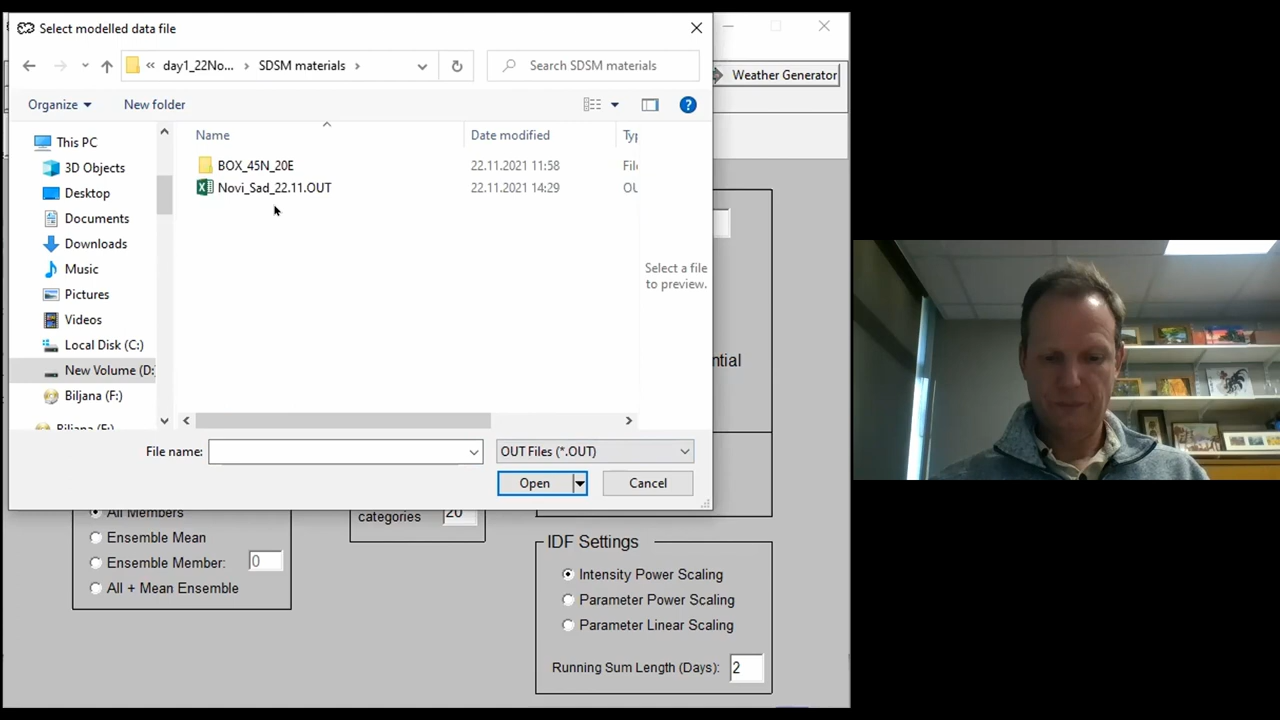 Select modelled data file
« day1_22No... › SDSM materials ›
Search SDSM materials
Weather Generator
Organize
New folder
Name
Date modified
Ty
This PC
3D Objects
Desktop
Documents
Downloads
Music
Pictures
Videos
Local Disk (C:)
New Volume (D:
Biljana (F:)
Biljana (F:)
BOX_45N_20E
22.11.2021 11:58
File
Novi_Sad_22.11.OUT
22.11.2021 14:29
OU
Select a file
to preview.
ntial
File name:
OUT Files (*.OUT)
Open
Cancel
All Members
Ensemble Mean
Ensemble Member:
0
All + Mean Ensemble
categories
20
IDF Settings
Intensity Power Scaling
Parameter Power Scaling
Parameter Linear Scaling
Running Sum Length (Days):
2